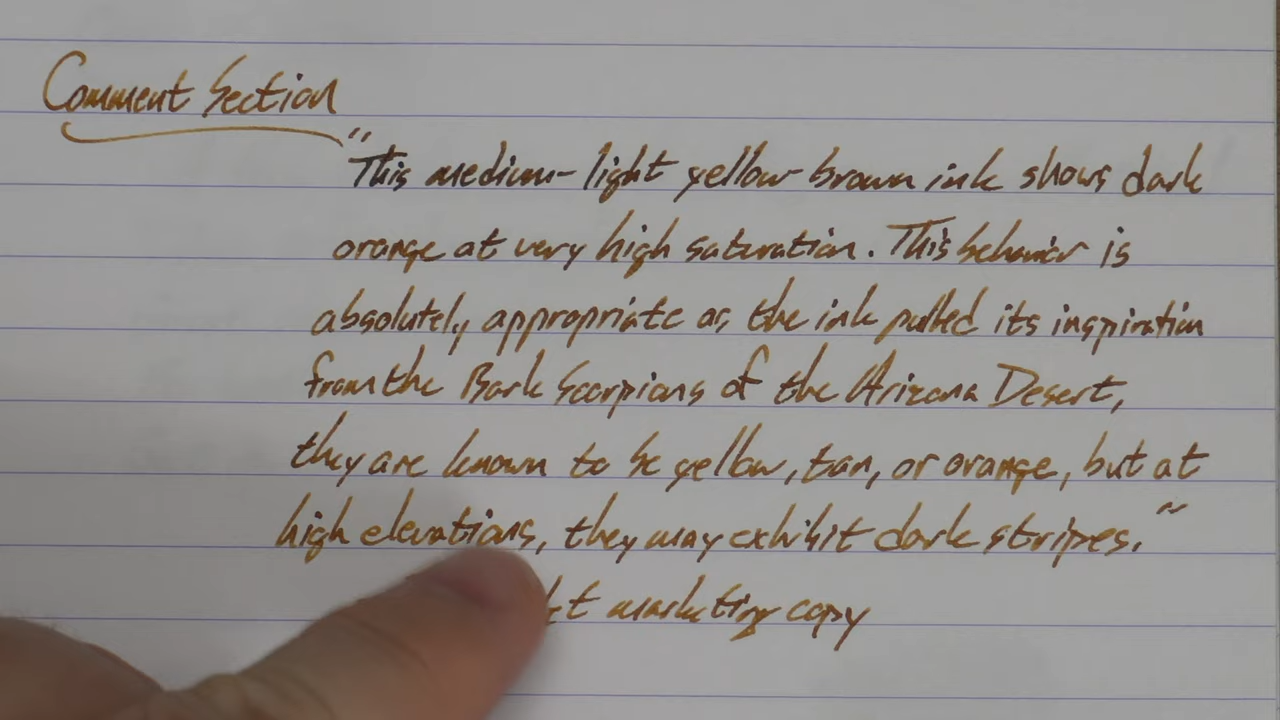 Comment Section
"This medium-light yellow-brown ink shows dark
orange at very high saturation. This behavior is
absolutely appropriate as the ink pulled its inspiration
from the Bark Scorpions of the Arizona Desert,
they are known to be yellow, tan, or orange, but at
high elevations, they may exhibit dark stripes."
marketing copy